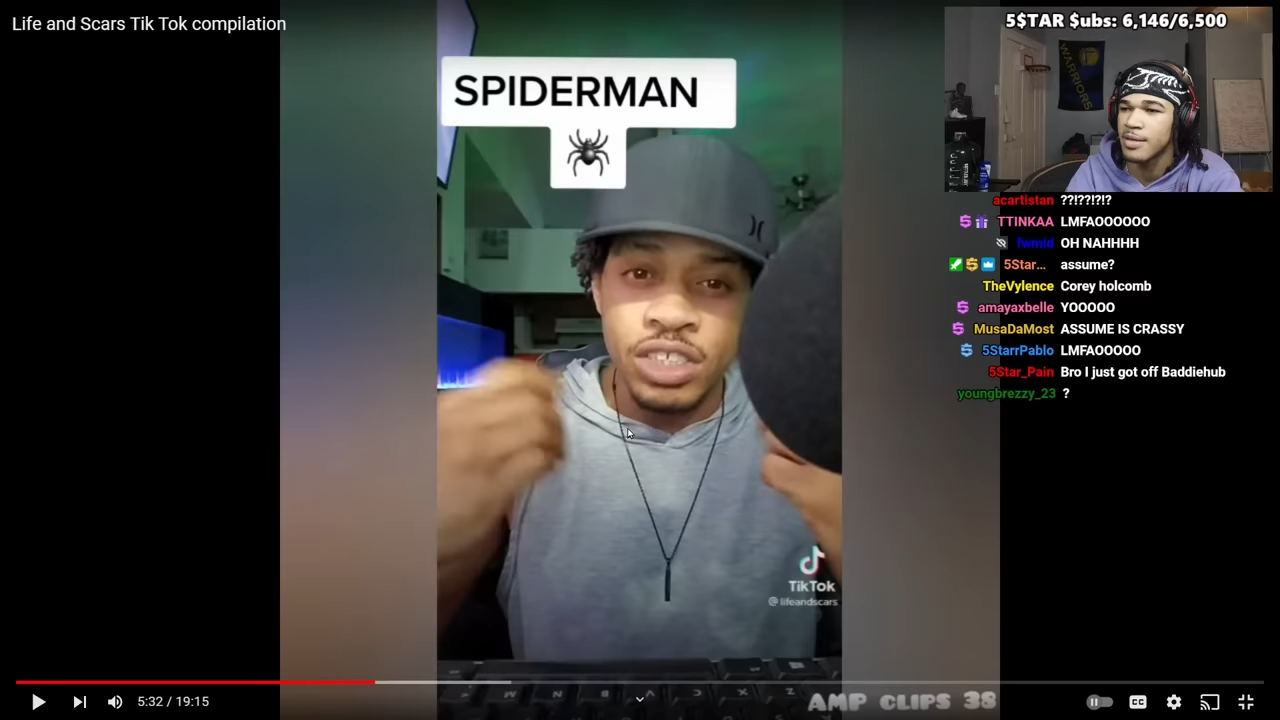 Life and Scars Tik Tok compilation
5$TAR $ubs: 6,146/6,500
WARRIORS
SPIDERMAN
acartistan ??!??!?!?
TTINKAA LMFAOOOOOO
fwmid OH NAHHHH
5Star... assume?
TheVylence Corey holcomb
amayaxbelle YOOOOO
MusaDaMost ASSUME IS CRASSY
5StarrPablo LMFAOOOOO
5Star_Pain Bro I just got off Baddiehub
youngbrezzy_23 ?
TikTok
@lifeandscars
M N B V C X Z
AMP CLIPS 38
5:32 / 19:15
CC